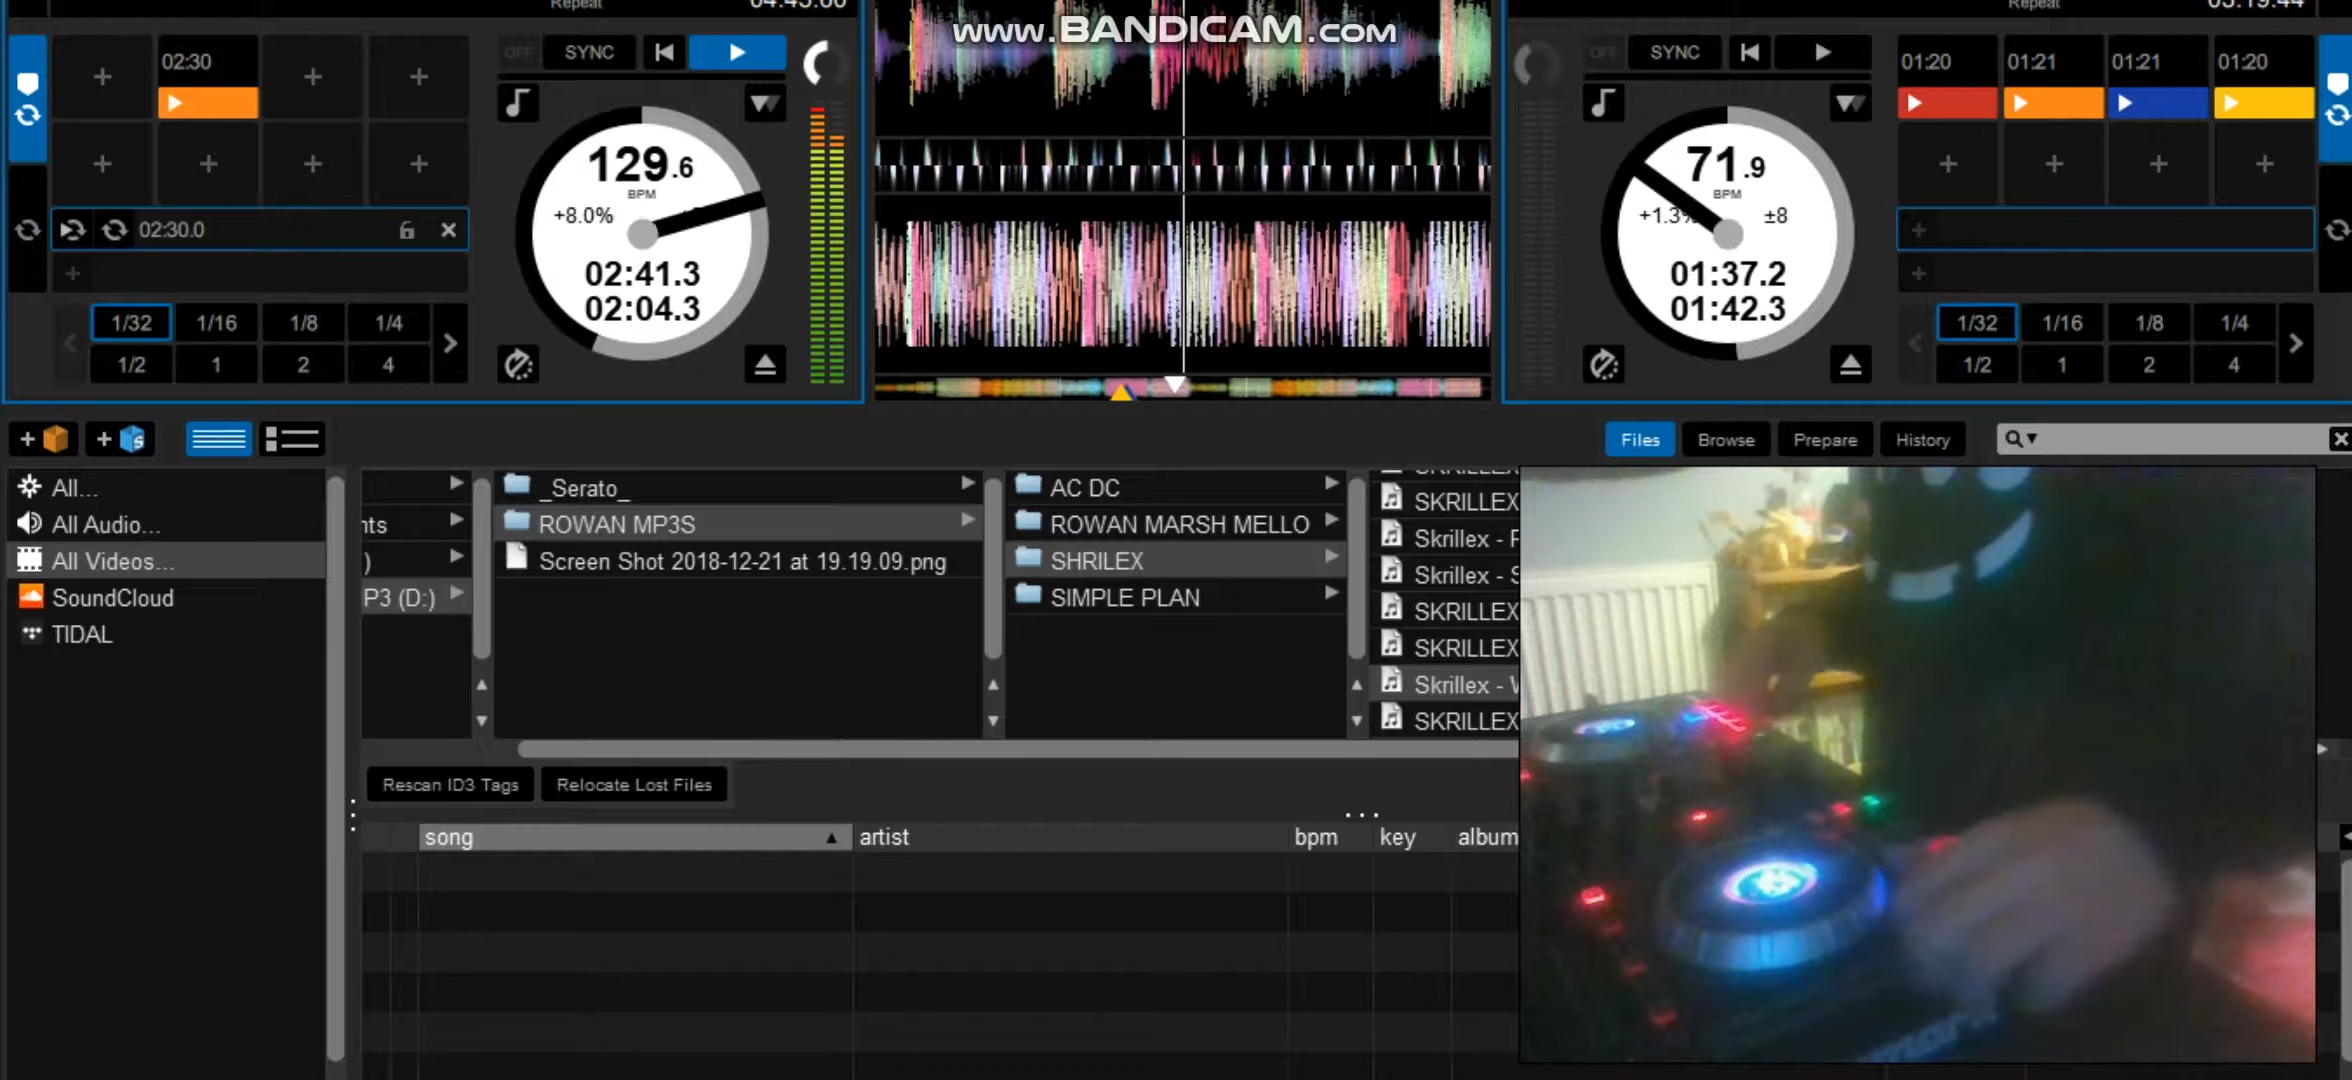 Repeat
www.BANDICAM.com
Repeat
02:30
OFF
SYNC
129.6
BPM
+8.0%
02:41.3
02:04.3
02:30.0
1/32 1/16 1/8 1/4
1/2 1 2 4
OFF
SYNC
71.9
BPM
±8
01:37.2
01:42.3
01:20 01:21 01:21 01:20
1/32 1/16 1/8 1/4
1/2 1 2 4
Files Browse Prepare History
All...
All Audio...
All Videos...
SoundCloud
TIDAL
P3 (D:)
_Serato_
ROWAN MP3S
Screen Shot 2018-12-21 at 19.19.09.png
AC DC
ROWAN MARSH MELLO
SHRILEX
SIMPLE PLAN
SKRILLEX
Skrillex -
Skrillex -
SKRILLEX
SKRILLEX
Skrillex -
SKRILLEX
Rescan ID3 Tags Relocate Lost Files
song artist bpm key album